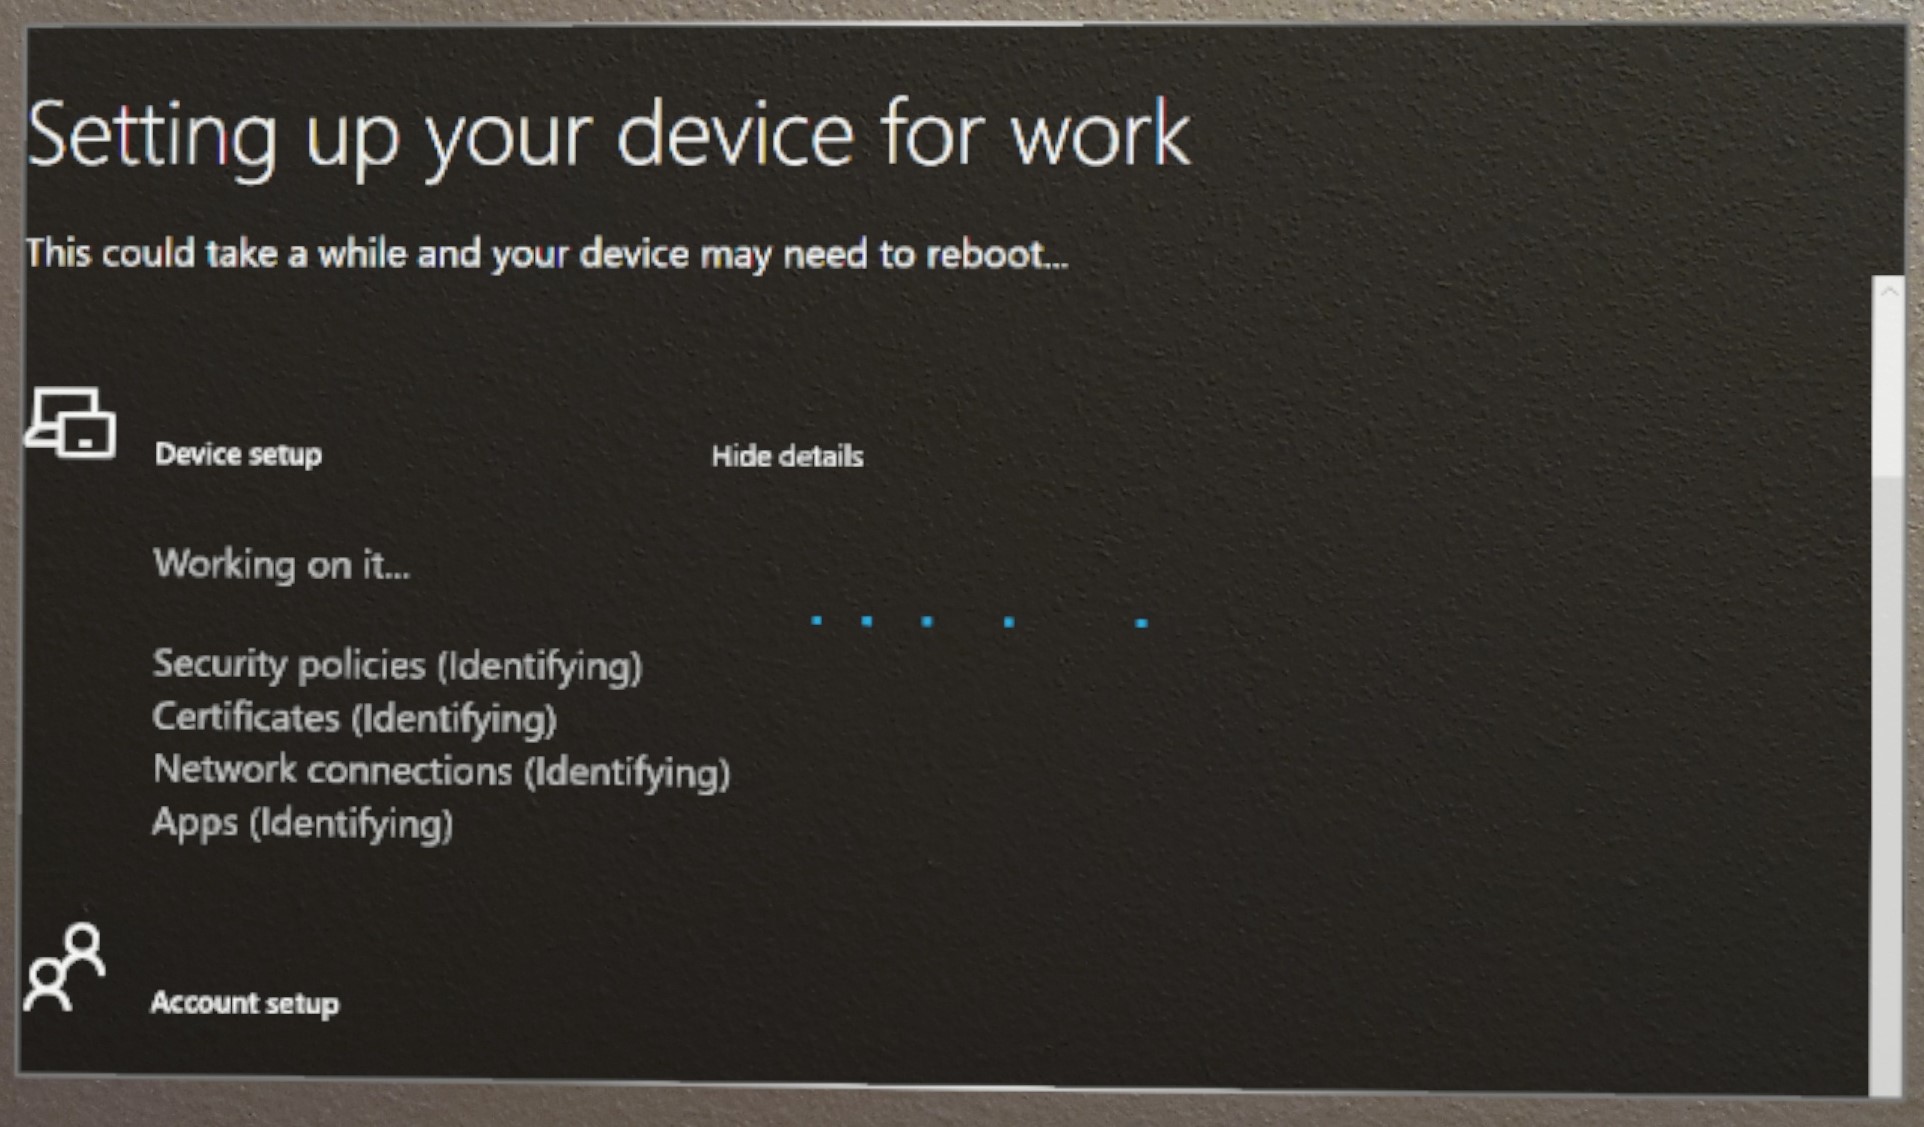 Setting up your device for work
This could take a while and your device may need to reboot...
Device setup
Hide details
Working on it...
Security policies (Identifying)
Certificates (Identifying)
Network connections (Identifying)
Apps (Identifying)
Account setup